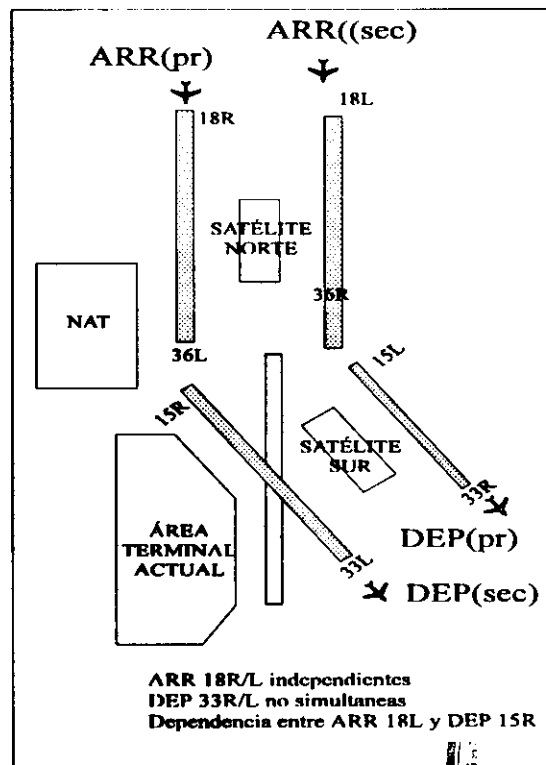 ARR((sec)
ARR(pr)
18L
18R
SATÉLITE
NORTE
NAT
36R
36L
15L
15R
SATÉLITE
SUR
33R
ÁREA
TERMINAL
ACTUAL
DEP(pr)
33L
DEP(sec)
ARR 18R/L independientes
DEP 33R/L no simultaneas
Dependencia entre ARR 18L y DEP 15R